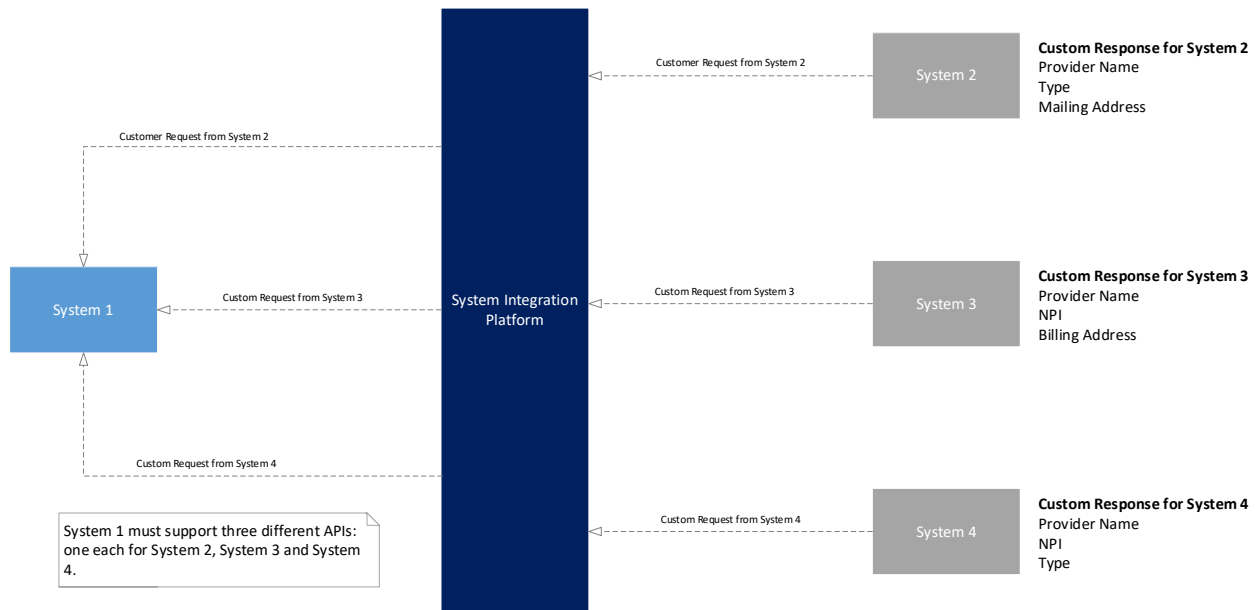 Customer Request from System 2
System 2
Custom Response for System 2
Provider Name
Type
Mailing Address
Customer Request from System 2
System 1
Custom Request from System 3
System Integration
Platform
Custom Request from System 3
System 3
Custom Response for System 3
Provider Name
NPI
Billing Address
Custom Request from System 4
System 1 must support three different APIs:
one each for System 2, System 3 and System
4.
Custom Request from System 4
System 4
Custom Response for System 4
Provider Name
NPI
Type